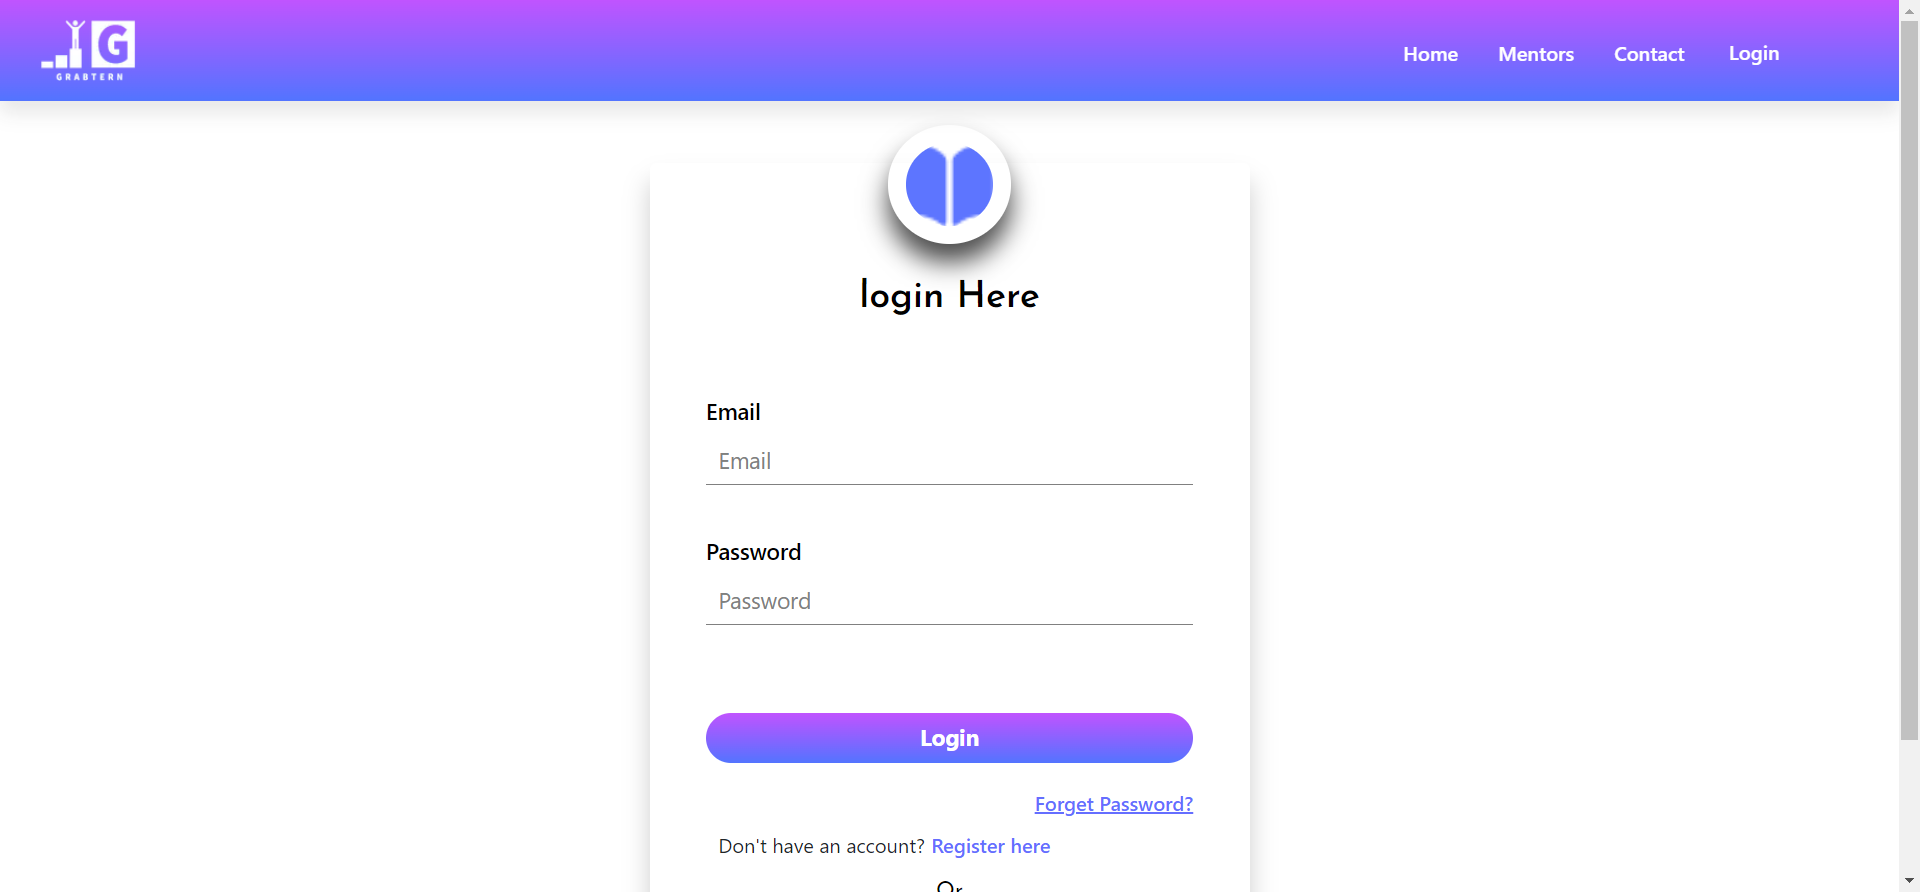 G
GRABTERN
Home Mentors Contact Login
login Here
Email
Email
Password
Password
Login
Forget Password?
Don't have an account? Register here
Or